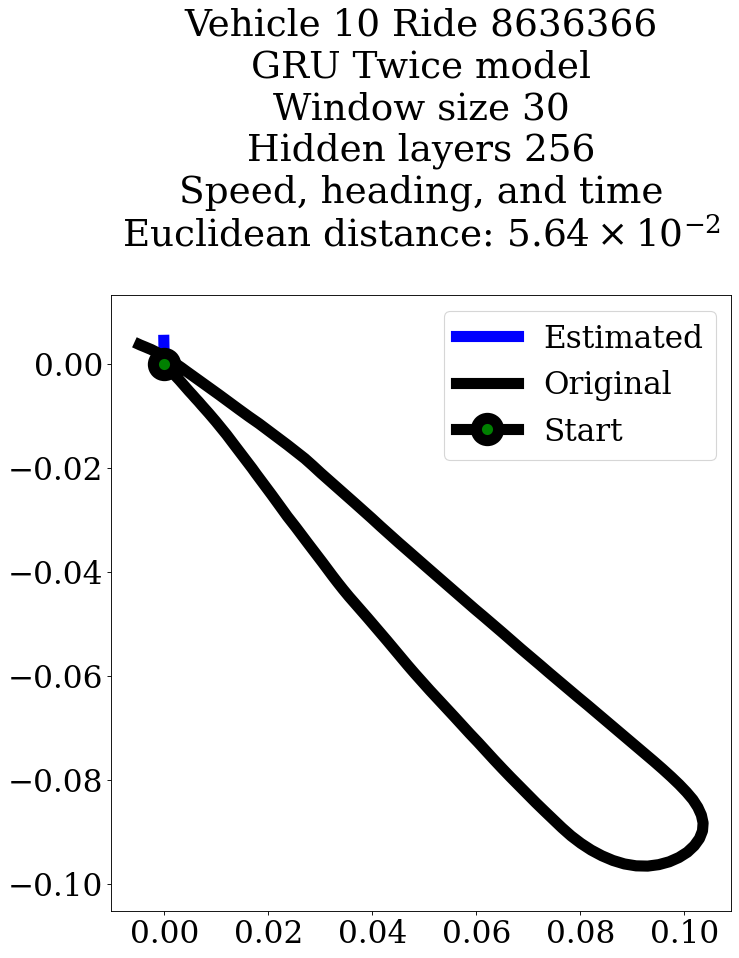 Vehicle 10 Ride 8636366
GRU Twice model
Window size 30
Hidden layers 256
Speed, heading, and time
Euclidean distance: 5.64 × 10⁻²
Estimated
Original
Start
0.00
−0.02
−0.04
−0.06
−0.08
−0.10
0.00 0.02 0.04 0.06 0.08 0.10